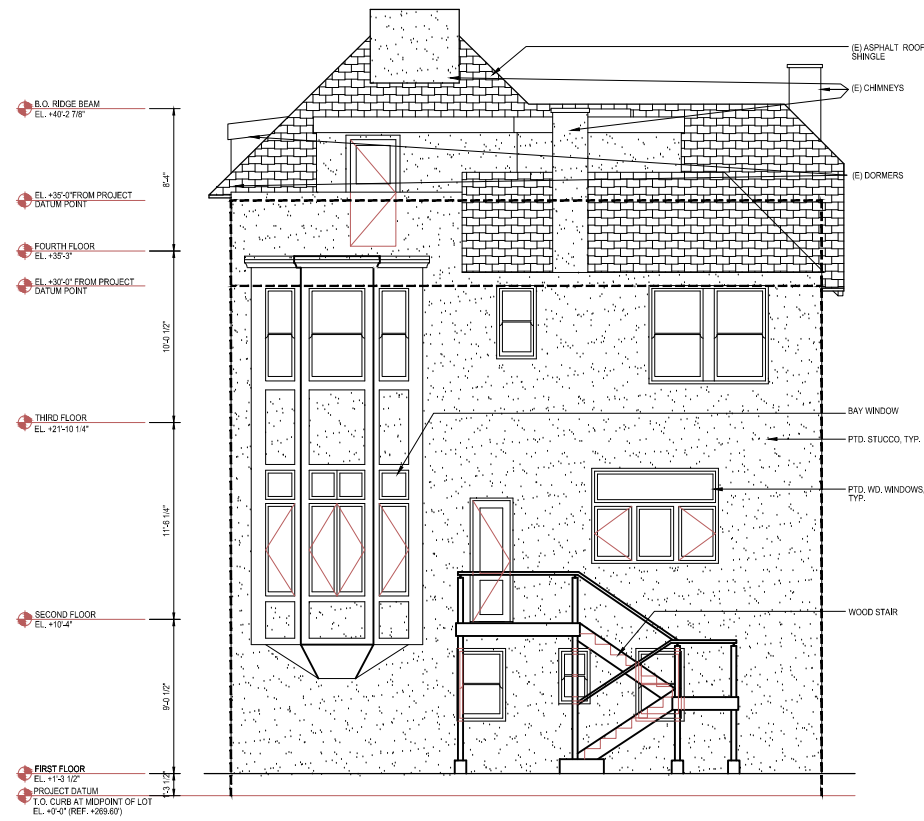 (E) ASPHALT ROOF
SHINGLE
(E) CHIMNEYS
B.O. RIDGE BEAM
EL. +40'-2 7/8"
8'-4"
(E) DORMERS
EL. +35'-0"FROM PROJECT
DATUM POINT
FOURTH FLOOR
EL. +35'-3"
EL. +30'-0" FROM PROJECT
DATUM POINT
10'-0 1/2"
THIRD FLOOR
EL. +21'-10 1/4"
BAY WINDOW
PTD. STUCCO, TYP.
PTD. WD. WINDOWS,
TYP.
11'-6 1/4"
SECOND FLOOR
EL. +10'-4"
WOOD STAIR
9'-0 1/2"
FIRST FLOOR
EL. +1'-3 1/2"
1'-3 1/2"
PROJECT DATUM
T.O. CURB AT MIDPOINT OF LOT
EL. +0'-0" (REF. +269.60')